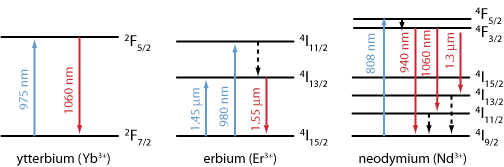 ²F₅/₂
975 nm
1060 nm
²F₇/₂
ytterbium (Yb³⁺)
⁴I₁₁/₂
⁴I₁₃/₂
1.45 µm
980 nm
1.55 µm
⁴I₁₅/₂
erbium (Er³⁺)
⁴F₅/₂
⁴F₃/₂
808 nm
940 nm
1060 nm
1.3 µm
⁴I₁₅/₂
⁴I₁₃/₂
⁴I₁₁/₂
⁴I₉/₂
neodymium (Nd³⁺)